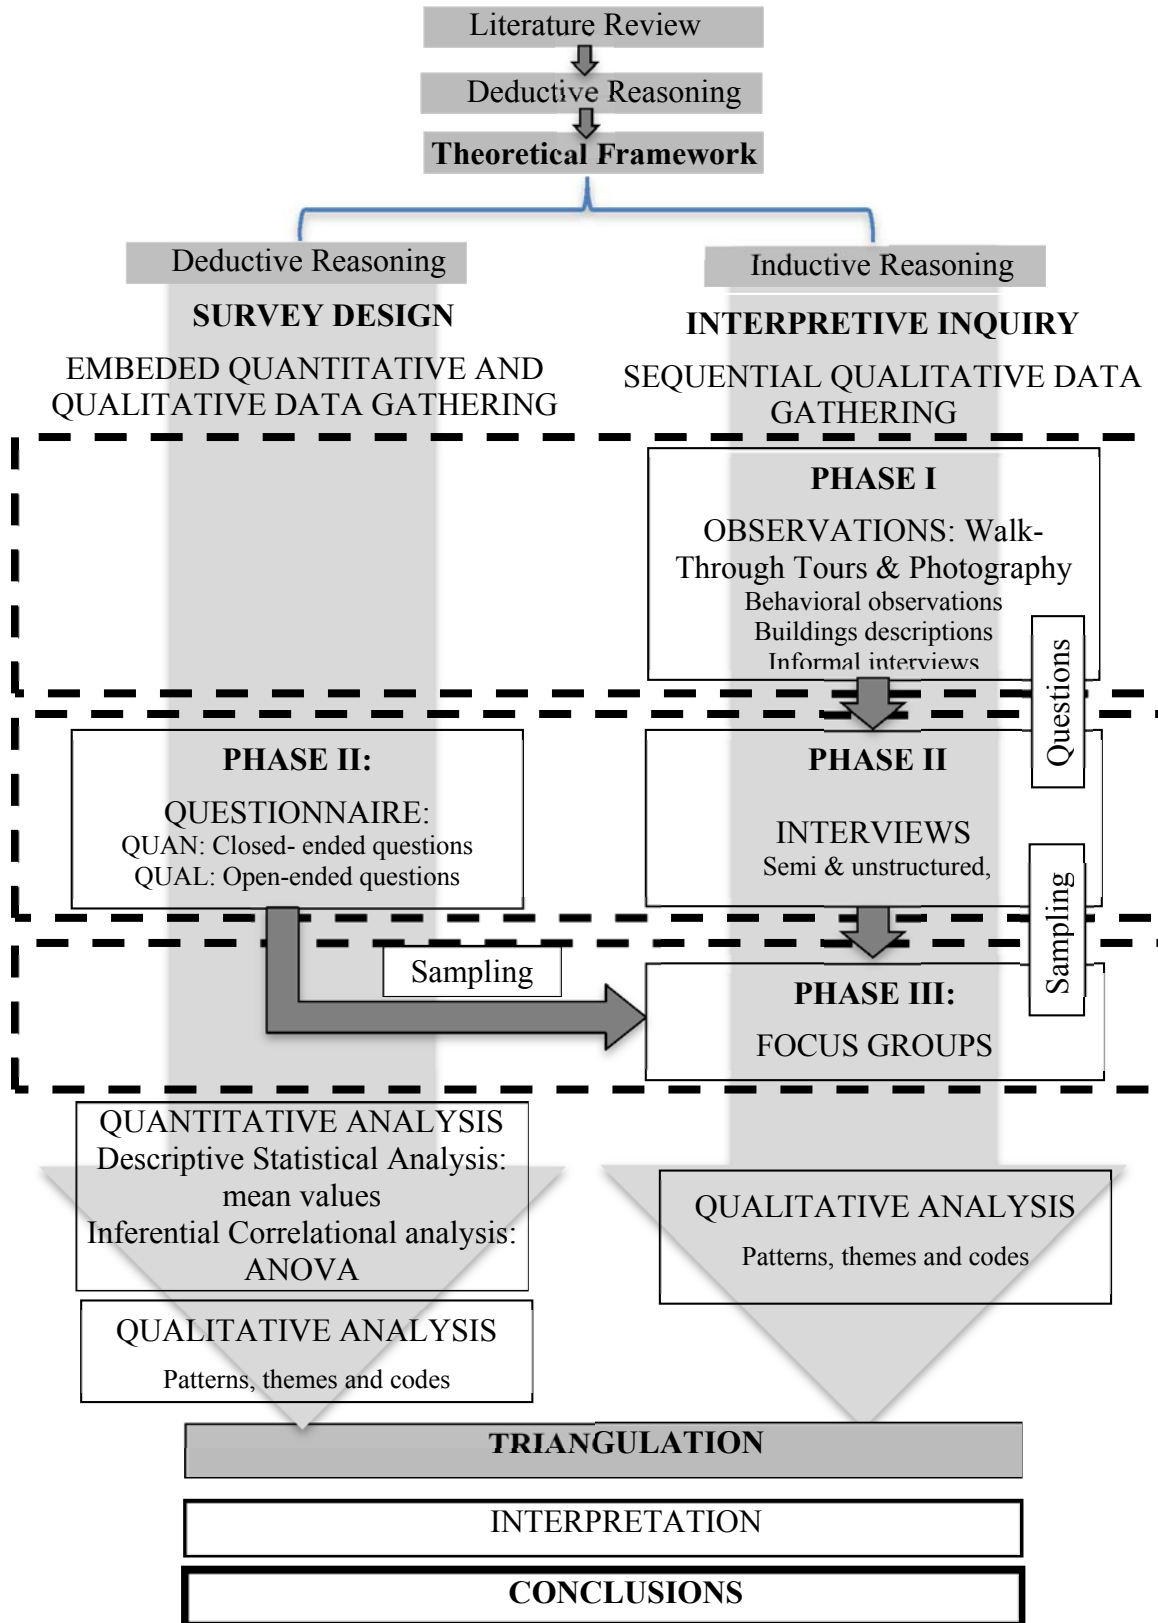 Literature Review
Deductive Reasoning
Theoretical Framework
Deductive Reasoning
SURVEY DESIGN
EMBEDED QUANTITATIVE AND
QUALITATIVE DATA GATHERING
Inductive Reasoning
INTERPRETIVE INQUIRY
SEQUENTIAL QUALITATIVE DATA
GATHERING
PHASE I
OBSERVATIONS: Walk-
Through Tours & Photography
Behavioral observations
Buildings descriptions
Informal interviews
Questions
PHASE II:
QUESTIONNAIRE:
QUAN: Closed- ended questions
QUAL: Open-ended questions
PHASE II
INTERVIEWS
Semi & unstructured,
Sampling
Sampling
PHASE III:
FOCUS GROUPS
QUANTITATIVE ANALYSIS
Descriptive Statistical Analysis:
mean values
Inferential Correlational analysis:
ANOVA
QUALITATIVE ANALYSIS
Patterns, themes and codes
QUALITATIVE ANALYSIS
Patterns, themes and codes
TRIANGULATION
INTERPRETATION
CONCLUSIONS